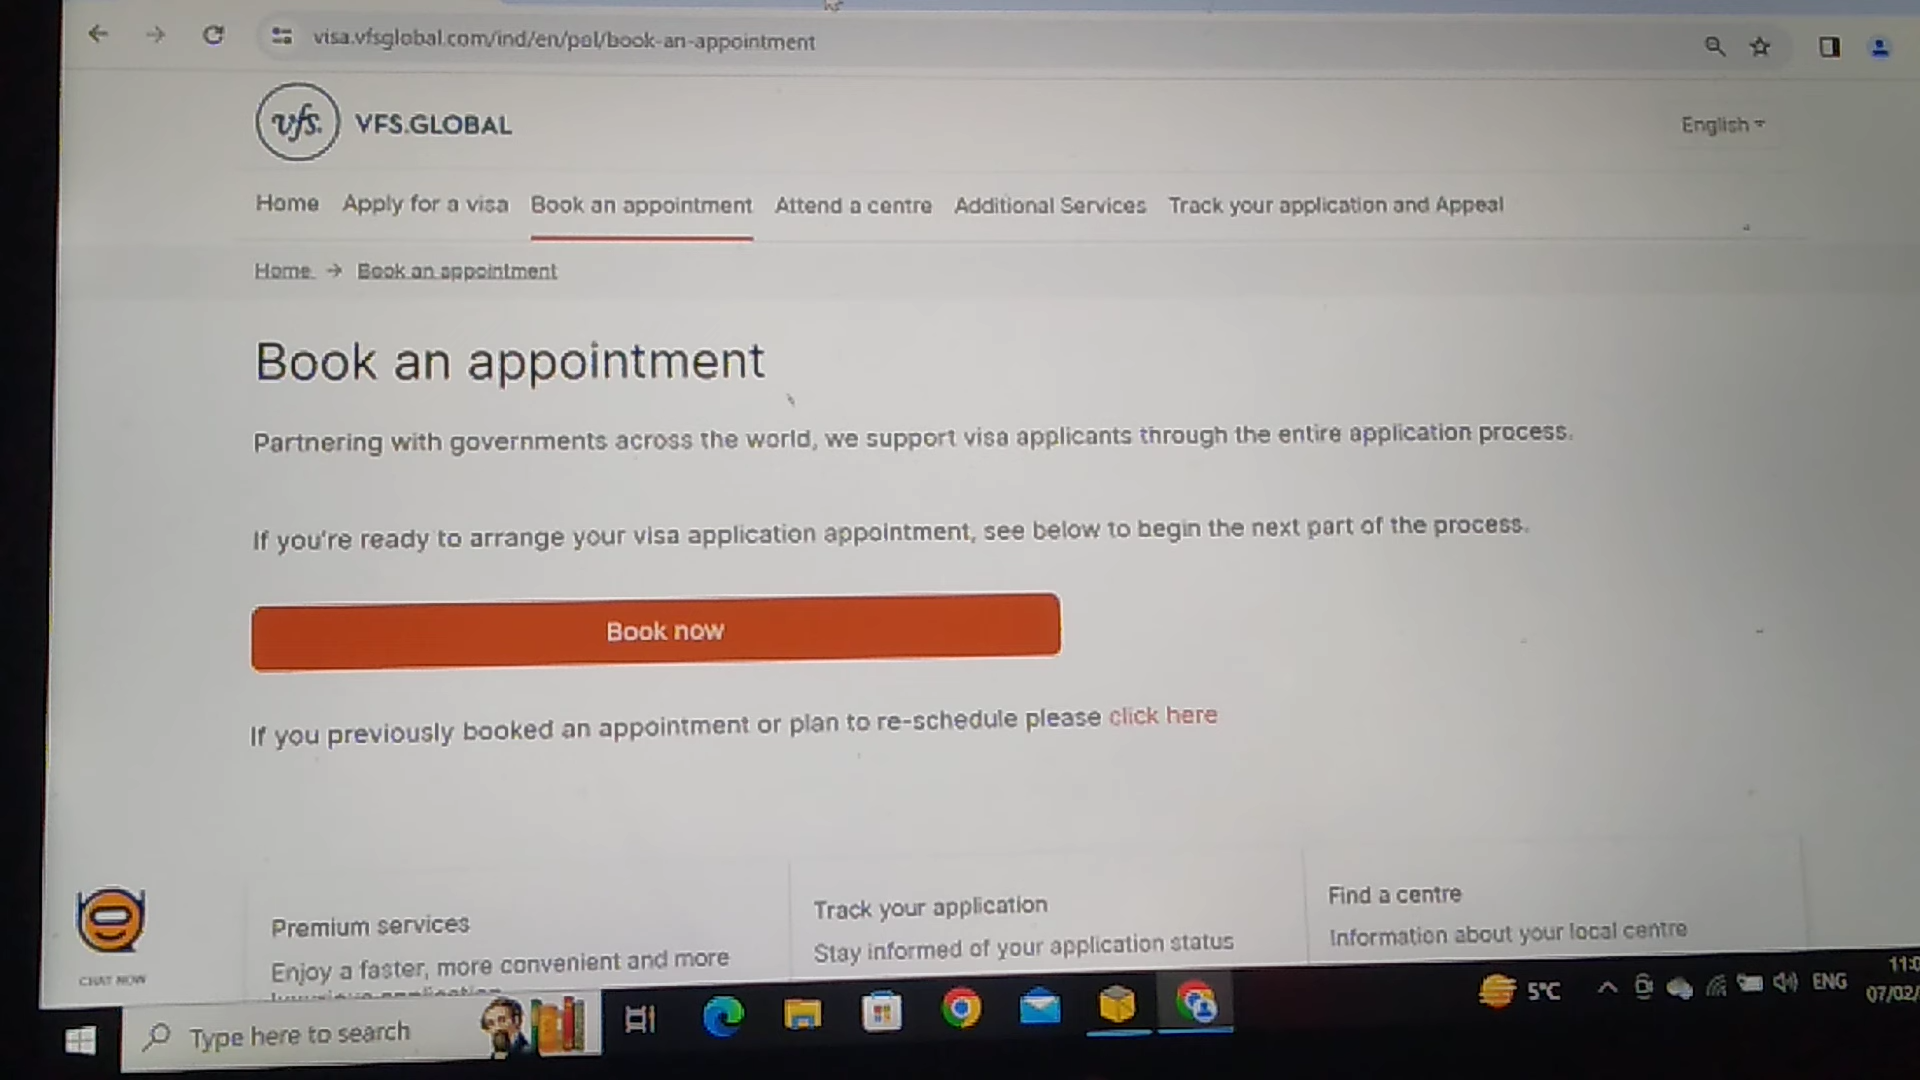 visa.vfsglobal.com/ind/en/pol/book-an-appointment
vfs. VFS.GLOBAL
English
Home Apply for a visa Book an appointment Attend a centre Additional Services Track your application and Appeal
Home → Book an appointment
Book an appointment
Partnering with governments across the world, we support visa applicants through the entire application process.
If you're ready to arrange your visa application appointment, see below to begin the next part of the process.
Book now
If you previously booked an appointment or plan to re-schedule please click here
Premium services
Enjoy a faster, more convenient and more
Track your application
Stay informed of your application status
Find a centre
Information about your local centre
CHAT NOW
Type here to search
5°C
ENG
11:0
07/02/